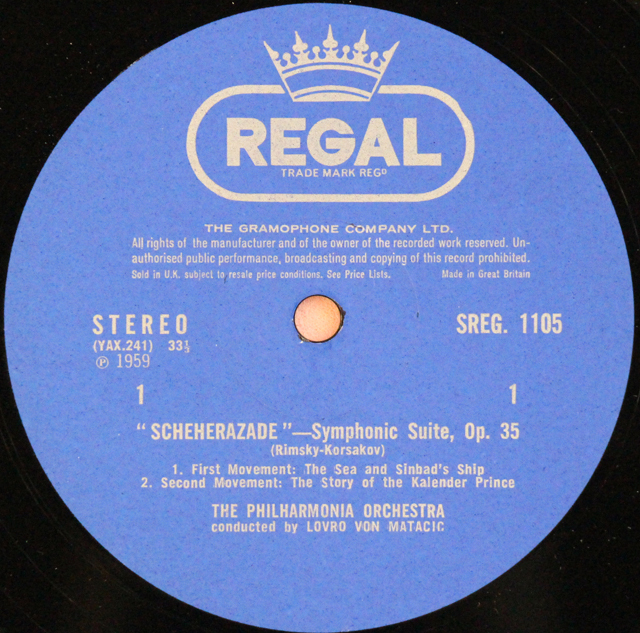 REGAL
TRADE MARK REGD
THE GRAMOPHONE COMPANY LTD.
All rights of the manufacturer and of the owner of the recorded work reserved. Un-
authorised public performance, broadcasting and copying of this record prohibited.
Sold in U.K. subject to resale price conditions. See Price Lists. Made in Great Britain
STEREO SREG. 1105
(YAX.241) 33⅓
℗ 1959
1 1
“SCHEHERAZADE”—Symphonic Suite, Op. 35
(Rimsky-Korsakov)
1. First Movement: The Sea and Sinbad's Ship
2. Second Movement: The Story of the Kalender Prince
THE PHILHARMONIA ORCHESTRA
conducted by LOVRO VON MATACIC